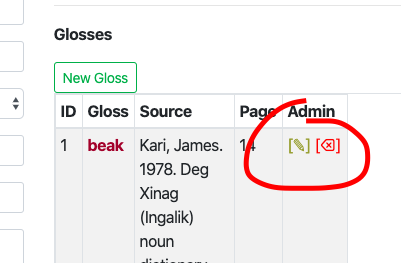 Glosses
New Gloss
ID Gloss Source Page Admin
1 beak Kari, James. 14 [✎] [⌫]
1978. Deg
Xinag
(Ingalik)
noun
dictionary